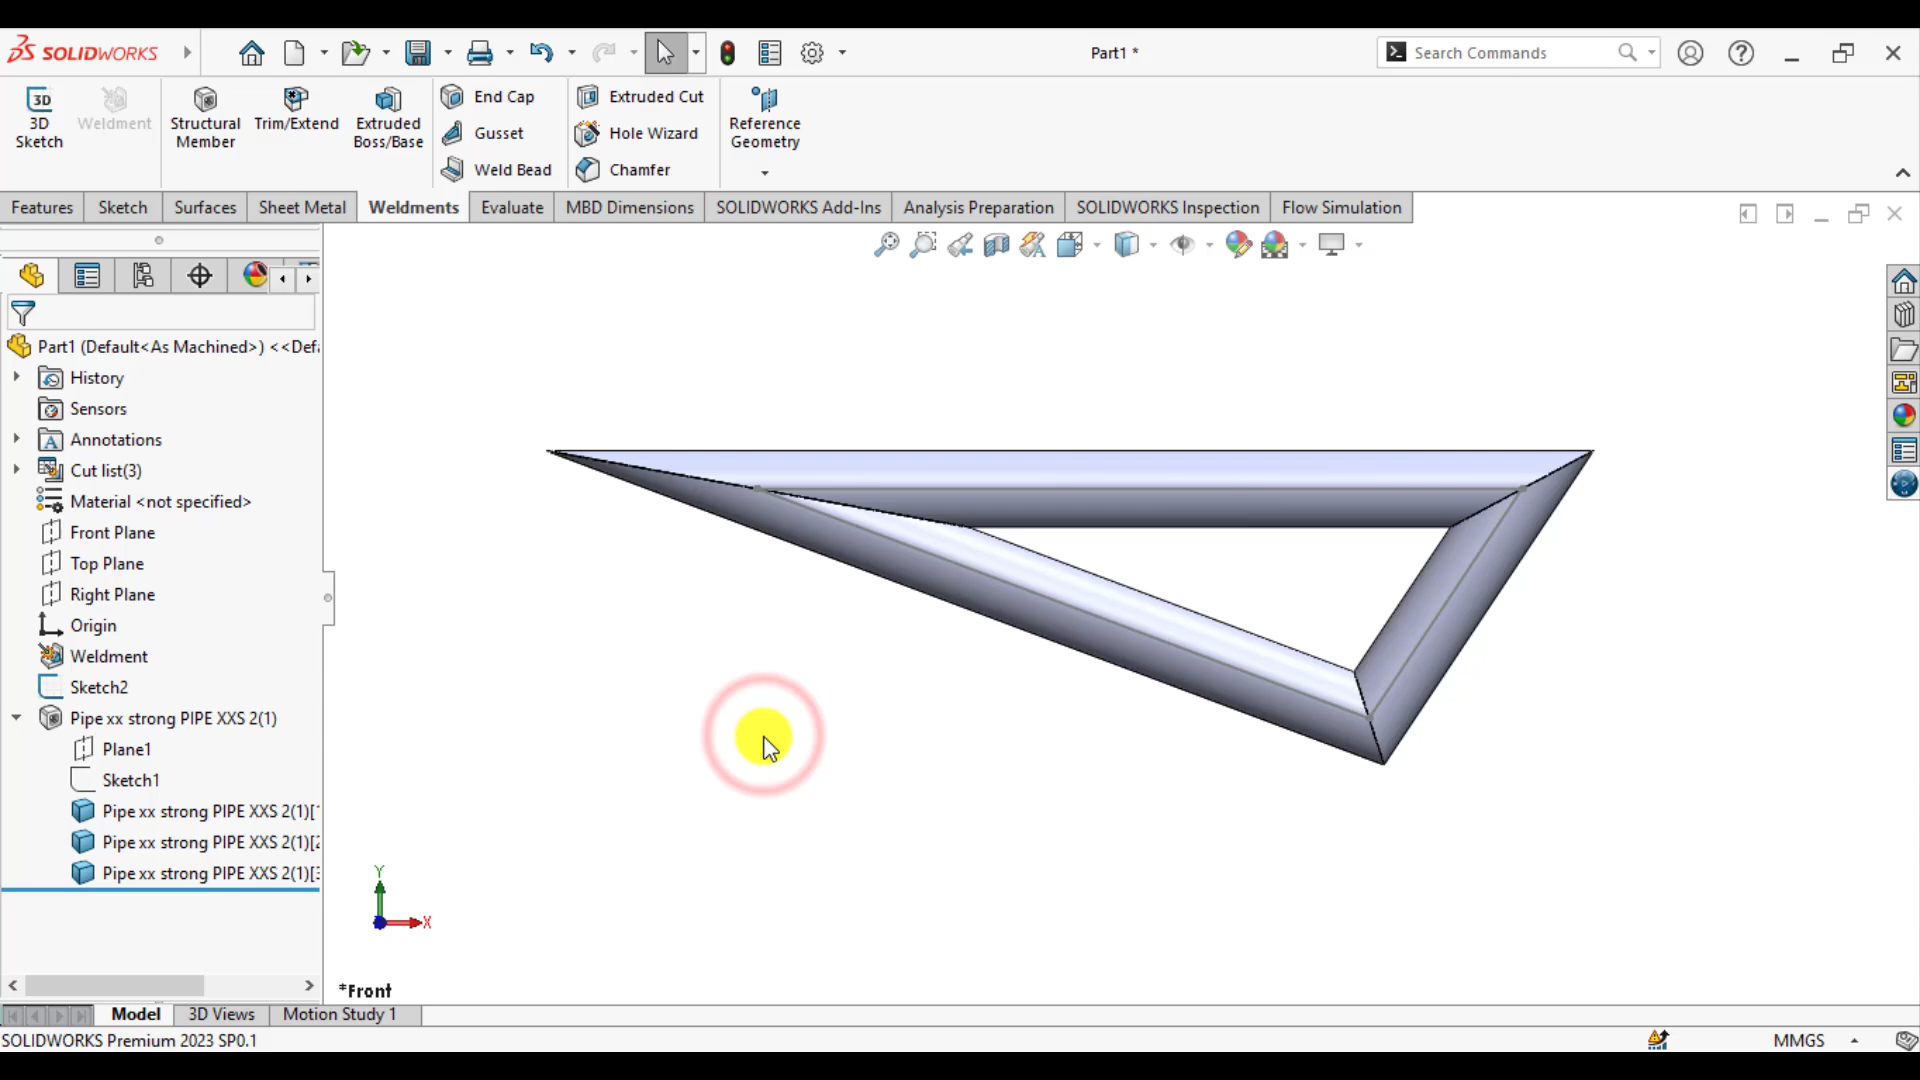 SOLIDWORKS
Part1 *
Search Commands
3D Sketch
Weldment
Structural Member
Trim/Extend
Extruded Boss/Base
End Cap
Gusset
Weld Bead
Extruded Cut
Hole Wizard
Chamfer
Reference Geometry
Features
Sketch
Surfaces
Sheet Metal
Weldments
Evaluate
MBD Dimensions
SOLIDWORKS Add-Ins
Analysis Preparation
SOLIDWORKS Inspection
Flow Simulation
Part1 (Default<As Machined>) <<Defa
History
Sensors
Annotations
Cut list(3)
Material <not specified>
Front Plane
Top Plane
Right Plane
Origin
Weldment
Sketch2
Pipe xx strong PIPE XXS 2(1)
Plane1
Sketch1
Pipe xx strong PIPE XXS 2(1)[1
Pipe xx strong PIPE XXS 2(1)[2
Pipe xx strong PIPE XXS 2(1)[3
Y
X
*Front
Model
3D Views
Motion Study 1
SOLIDWORKS Premium 2023 SP0.1
MMGS